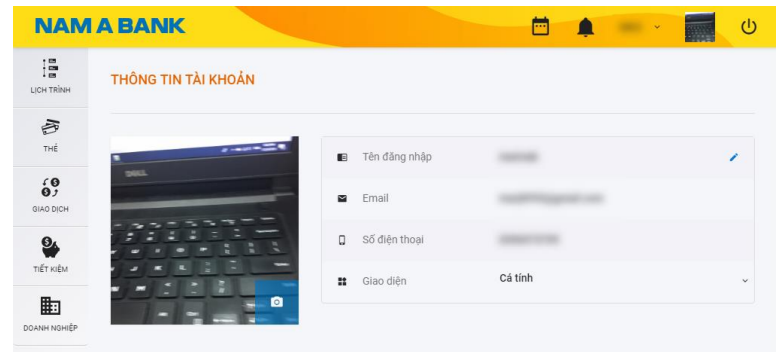 NAM A BANK
LỊCH TRÌNH
THÔNG TIN TÀI KHOẢN
THẺ
DELL
Tên đăng nhập
Email
GIAO DỊCH
Số điện thoại
TIẾT KIỆM
Giao diện
Cá tính
DOANH NGHIỆP